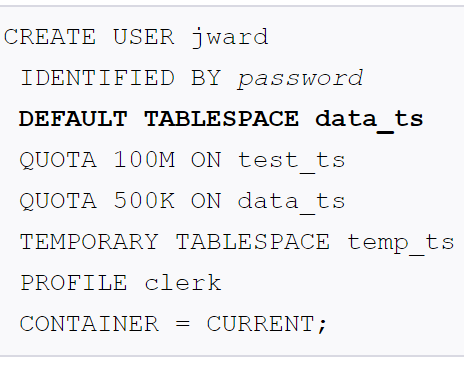 CREATE USER jward
IDENTIFIED BY password
DEFAULT TABLESPACE data_ts
QUOTA 100M ON test_ts
QUOTA 500K ON data_ts
TEMPORARY TABLESPACE temp_ts
PROFILE clerk
CONTAINER = CURRENT;